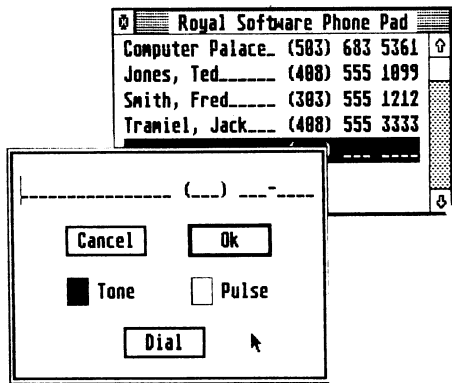 Royal Software Phone Pad
Computer Palace_ (503) 683 5361
Jones, Ted______ (408) 555 1099
Smith, Fred_____ (303) 555 1212
Tramiel, Jack___ (408) 555 3333
________________ (___) ___-____
Cancel
Ok
Tone
Pulse
Dial